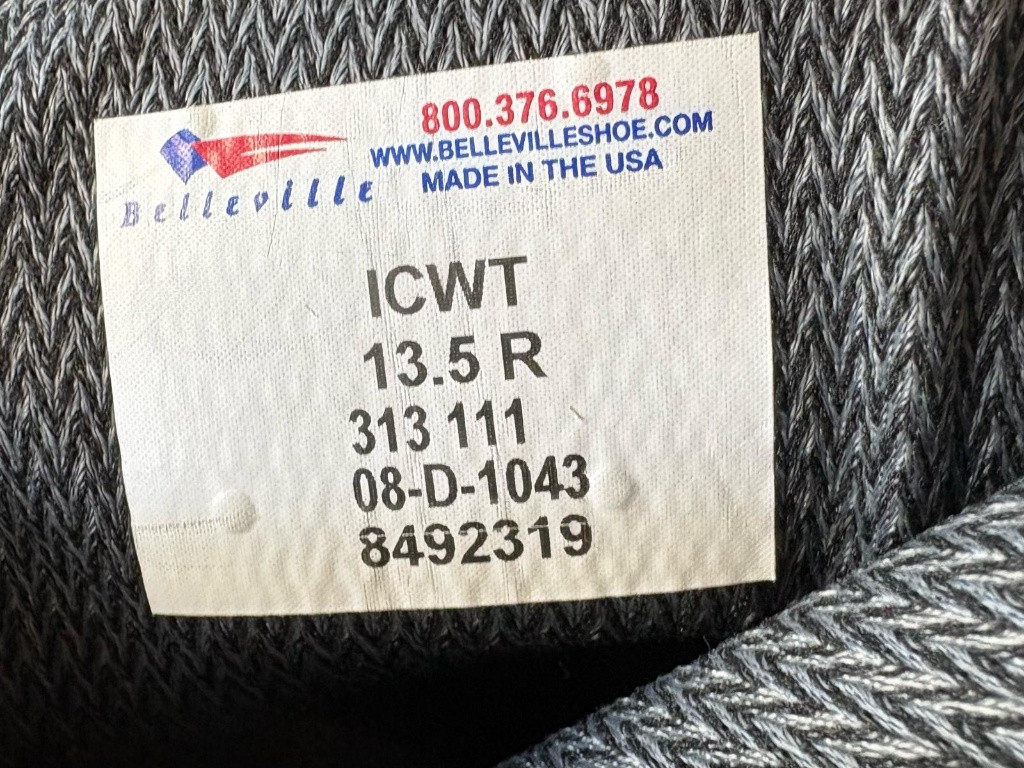 800.376.6978
WWW.BELLEVILLESHOE.COM
MADE IN THE USA
Belleville
ICWT
13.5 R
313 111
08-D-1043
8492319